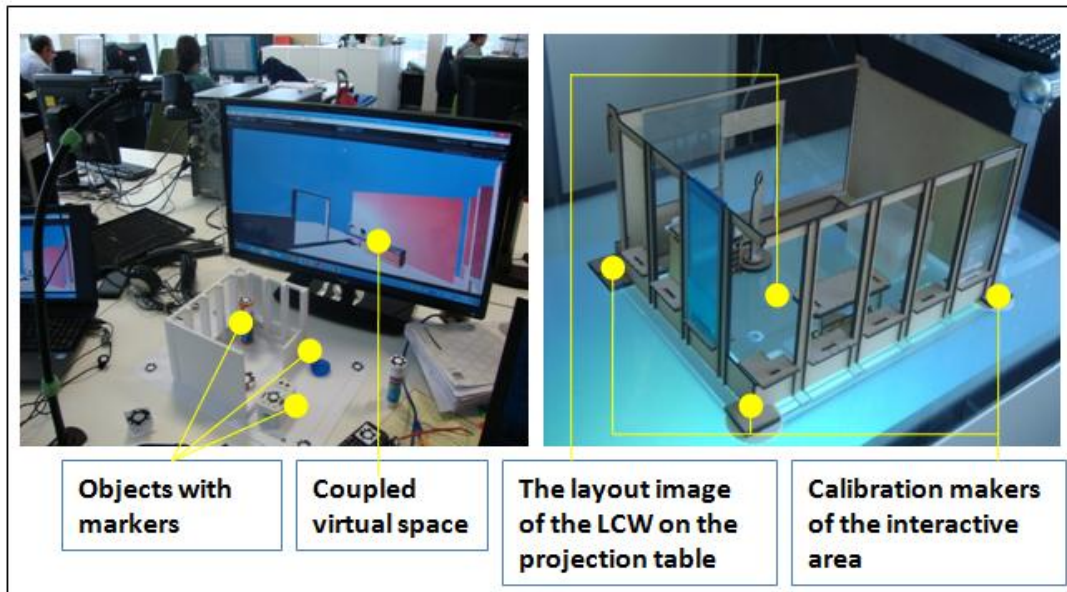 Objects with
markers
Coupled
virtual space
The layout image
of the LCW on the
projection table
Calibration makers
of the interactive
area